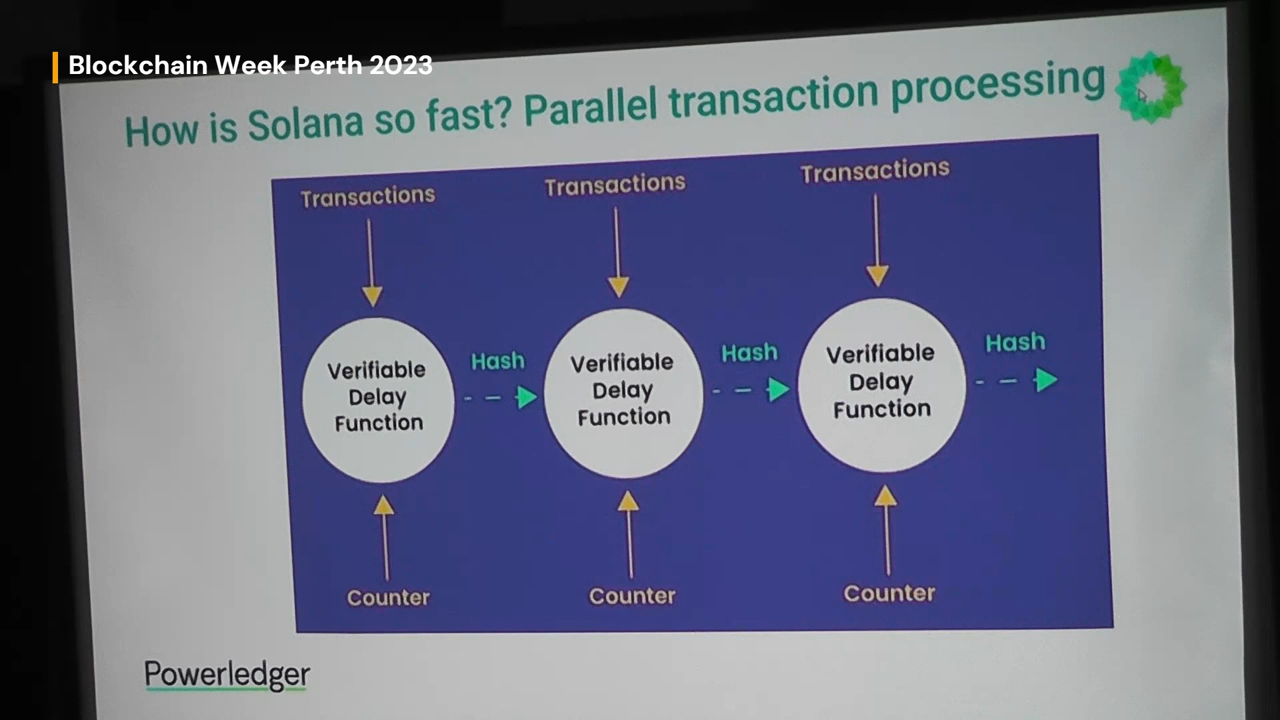 Blockchain Week Perth 2023
How is Solana so fast? Parallel transaction processing
Transactions
Transactions
Transactions
Verifiable
Delay
Function
Hash
Verifiable
Delay
Function
Hash
Verifiable
Delay
Function
Hash
Counter
Counter
Counter
Powerledger